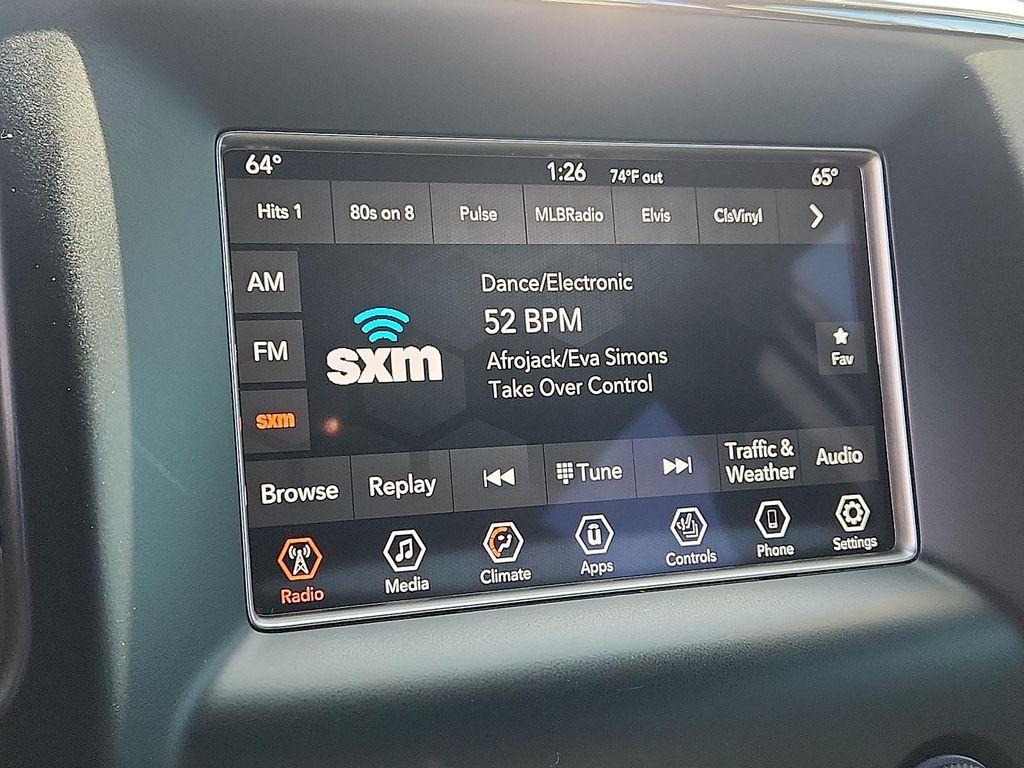 64° 1:26 74°F out 65°
Hits 1 80s on 8 Pulse MLBRadio Elvis ClsVinyl
AM
FM
sxm
sxm
Dance/Electronic
52 BPM
Afrojack/Eva Simons
Take Over Control
Fav
Browse Replay Tune Traffic & Weather Audio
Radio Media Climate Apps Controls Phone Settings